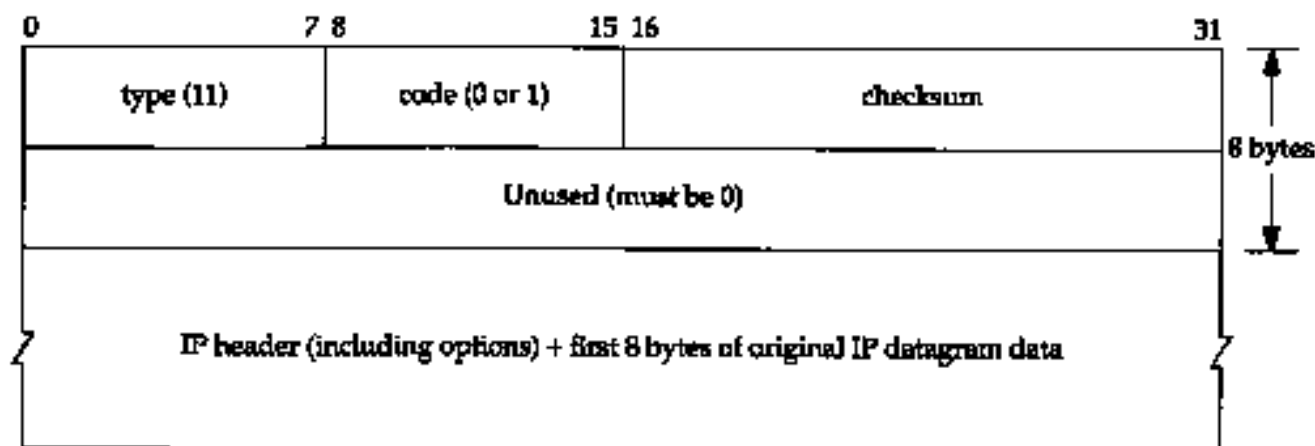 0 7 8 15 16 31
type (11) code (0 or 1) checksum
8 bytes
Unused (must be 0)
IP header (including options) + first 8 bytes of original IP datagram data